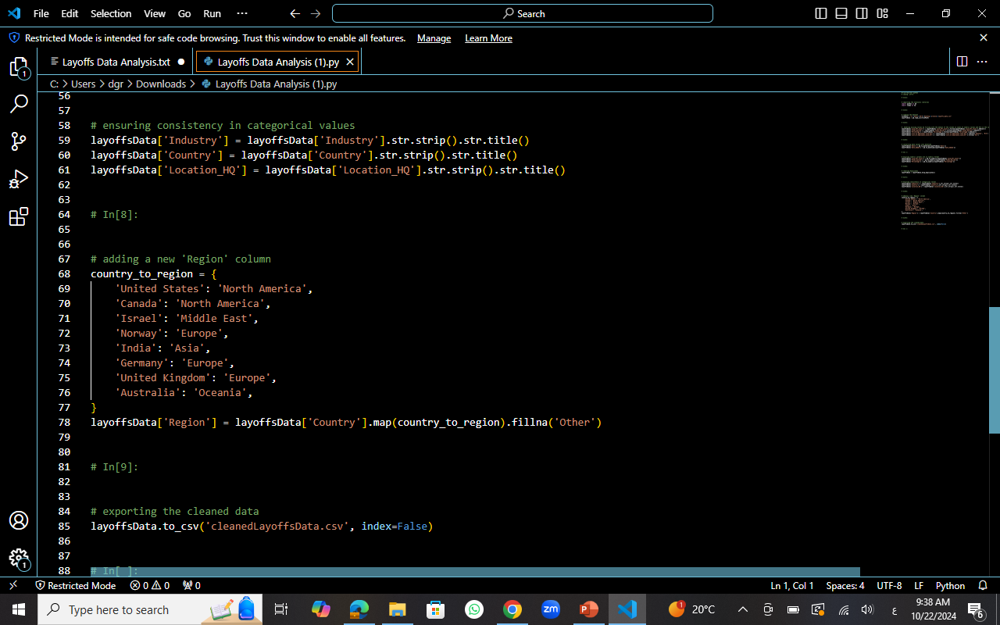 File Edit Selection View Go Run ··· Search
Restricted Mode is intended for safe code browsing. Trust this window to enable all features. Manage Learn More
Layoffs Data Analysis.txt Layoffs Data Analysis (1).py
C: > Users > dgr > Downloads > Layoffs Data Analysis (1).py
56
57
58 # ensuring consistency in categorical values
59 layoffsData['Industry'] = layoffsData['Industry'].str.strip().str.title()
60 layoffsData['Country'] = layoffsData['Country'].str.strip().str.title()
61 layoffsData['Location_HQ'] = layoffsData['Location_HQ'].str.strip().str.title()
62
63
64 # In[8]:
65
66
67 # adding a new 'Region' column
68 country_to_region = {
69     'United States': 'North America',
70     'Canada': 'North America',
71     'Israel': 'Middle East',
72     'Norway': 'Europe',
73     'India': 'Asia',
74     'Germany': 'Europe',
75     'United Kingdom': 'Europe',
76     'Australia': 'Oceania',
77 }
78 layoffsData['Region'] = layoffsData['Country'].map(country_to_region).fillna('Other')
79
80
81 # In[9]:
82
83
84 # exporting the cleaned data
85 layoffsData.to_csv('cleanedLayoffsData.csv', index=False)
86
87
88 # In[ ]:
1
1
Restricted Mode 0 0 0 Ln 1, Col 1 Spaces: 4 UTF-8 LF Python
Type here to search zm 1 20°C ع 9:38 AM
10/22/2024 6